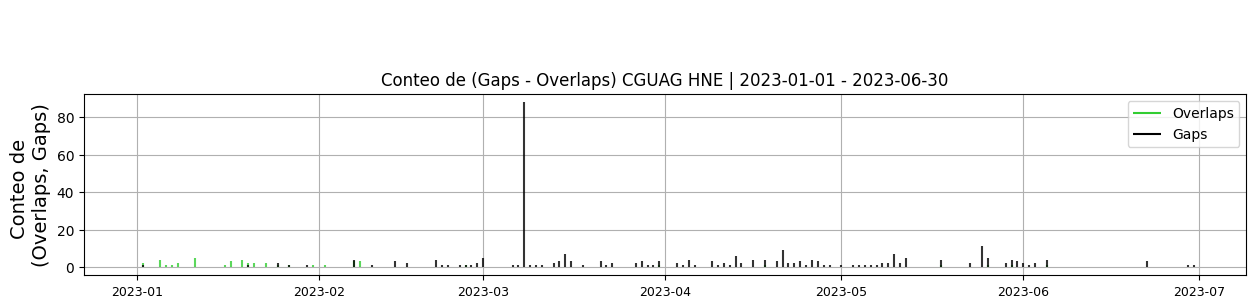 Conteo de (Gaps - Overlaps) CGUAG HNE | 2023-01-01 - 2023-06-30
Conteo de
(Overlaps, Gaps)
80
60
40
20
0
Overlaps
Gaps
2023-01
2023-02
2023-03
2023-04
2023-05
2023-06
2023-07